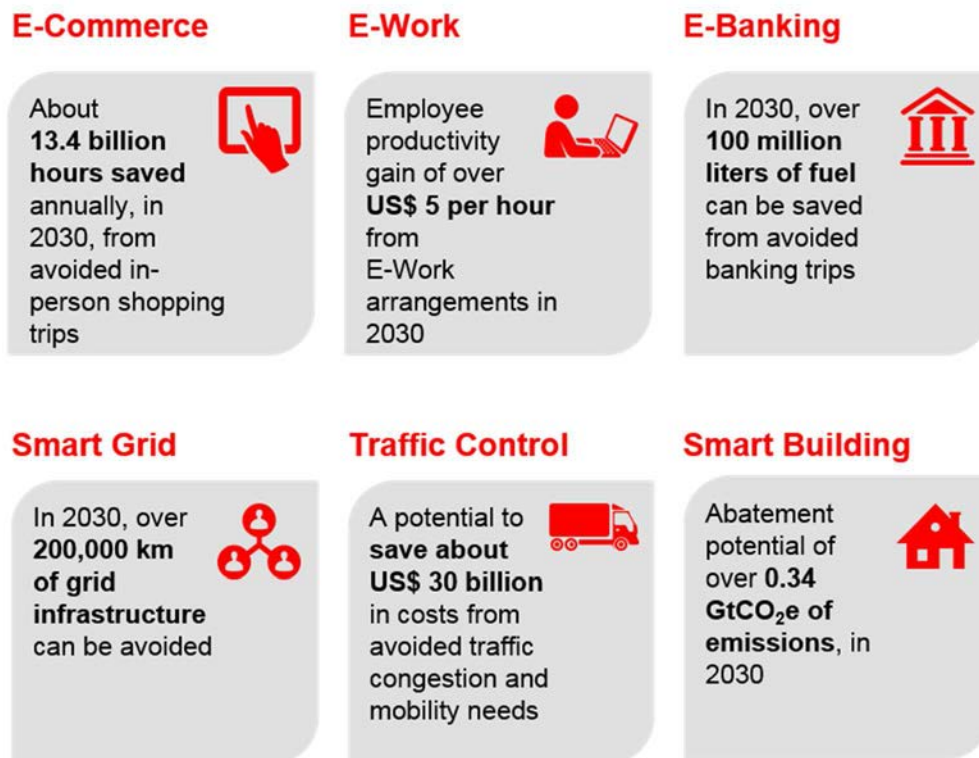 E-Commerce
About
13.4 billion
hours saved
annually, in
2030, from
avoided in-
person shopping
trips
E-Work
Employee
productivity
gain of over
US$ 5 per hour
from
E-Work
arrangements in
2030
E-Banking
In 2030, over
100 million
liters of fuel
can be saved
from avoided
banking trips
Smart Grid
In 2030, over
200,000 km
of grid
infrastructure
can be avoided
Traffic Control
A potential to
save about
US$ 30 billion
in costs from
avoided traffic
congestion and
mobility needs
Smart Building
Abatement
potential of
over 0.34
GtCO₂e of
emissions, in
2030